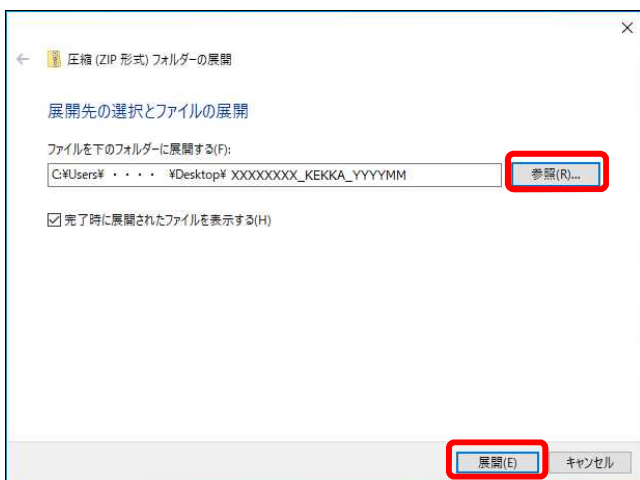 圧縮 (ZIP 形式) フォルダーの展開
展開先の選択とファイルの展開
ファイルを下のフォルダーに展開する(F):
C:¥Users¥ ・・・・ ¥Desktop¥ XXXXXXXX_KEKKA_YYYYMM
参照(R)...
完了時に展開されたファイルを表示する(H)
展開(E)
キャンセル